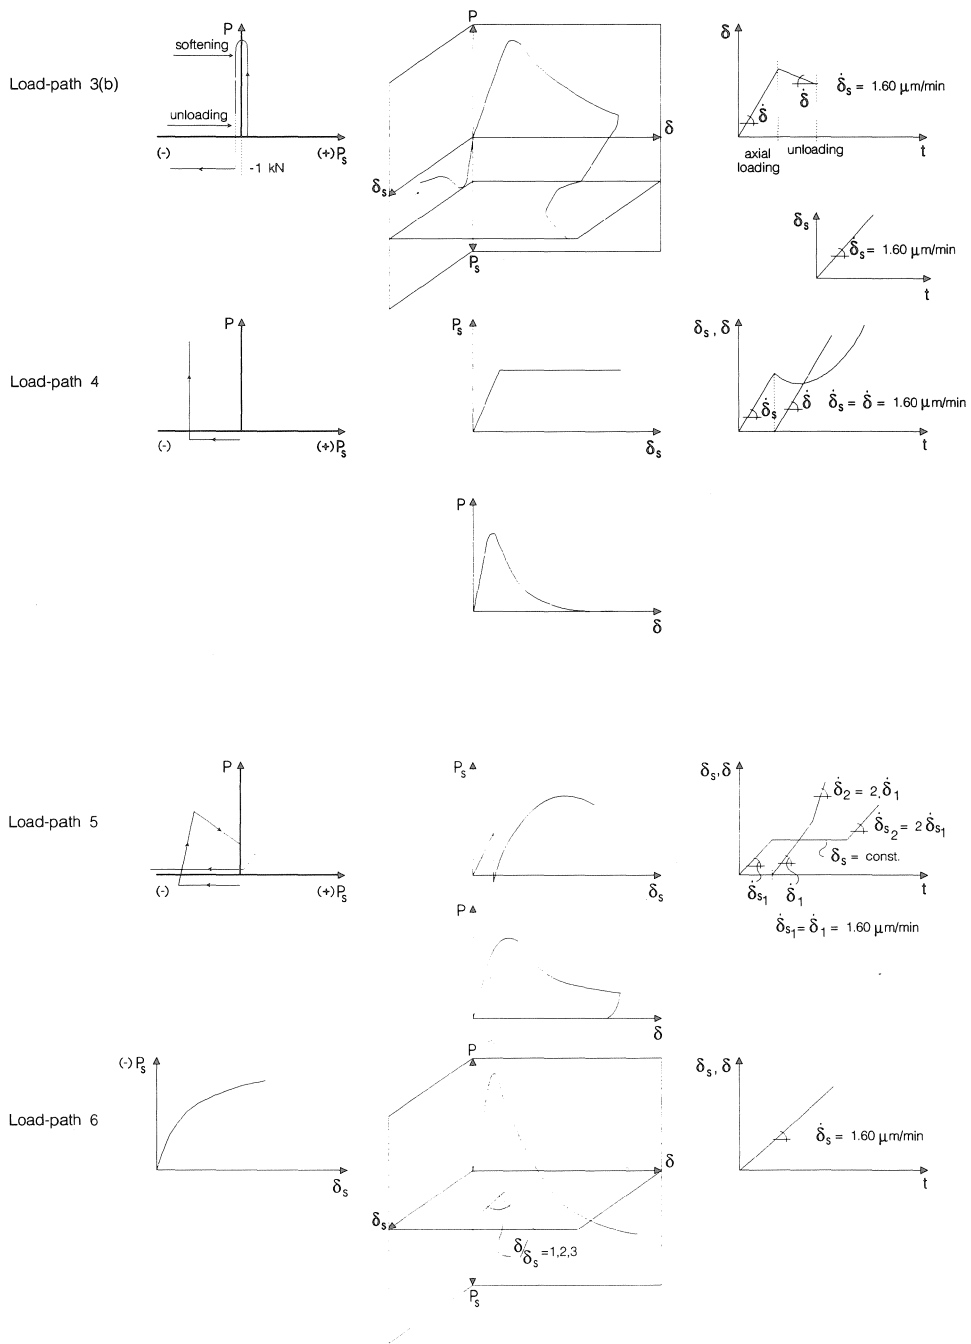 Load-path 3(b)
P
softening
unloading
(-)
(+)Pₛ
-1 kN
P
δ
δₛ
Pₛ
δ
δ̇
δ̇
δ̇ₛ = 1.60 μm/min
axial loading
unloading
t
δₛ
δ̇ₛ = 1.60 μm/min
t
Load-path 4
P
(-)
(+)Pₛ
Pₛ
δₛ
δₛ, δ
δ̇ₛ
δ̇
δ̇ₛ = δ̇ = 1.60 μm/min
t
P
δ
Load-path 5
P
(-)
(+)Pₛ
Pₛ
δₛ
δₛ, δ
δ̇₂ = 2.δ̇₁
δ̇ₛ₂ = 2 δ̇ₛ₁
δₛ = const.
t
δ̇ₛ₁
δ̇₁
δ̇ₛ₁ = δ̇₁ = 1.60 μm/min
P
δ
Load-path 6
(-) Pₛ
δₛ
P
δ
δₛ
δ/δₛ = 1,2,3
Pₛ
δₛ, δ
δ̇ₛ = 1.60 μm/min
t